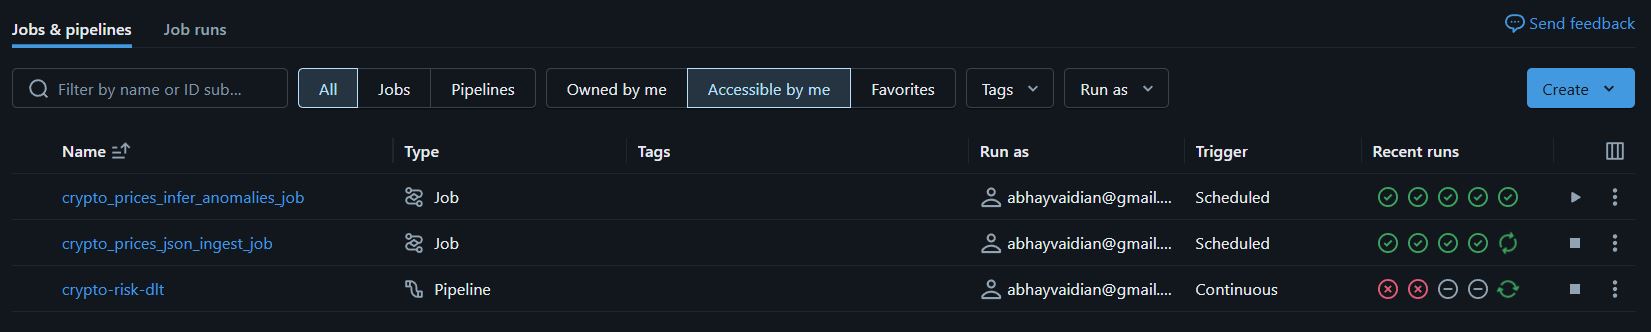 Jobs & pipelines Job runs Send feedback
Filter by name or ID sub... All Jobs Pipelines Owned by me Accessible by me Favorites Tags Run as Create
Name Type Tags Run as Trigger Recent runs
crypto_prices_infer_anomalies_job Job abhayvaidian@gmail.... Scheduled
crypto_prices_json_ingest_job Job abhayvaidian@gmail.... Scheduled
crypto-risk-dlt Pipeline abhayvaidian@gmail.... Continuous